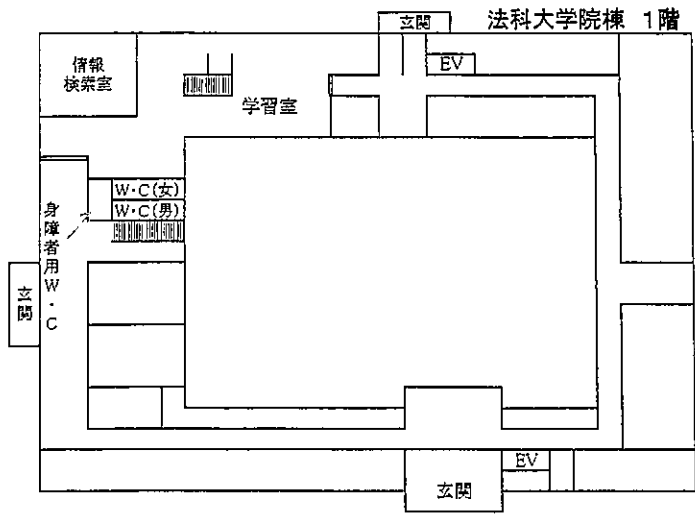 法科大学院棟 1階
玄関
EV
情報
検索室
学習室
W・C(女)
W・C(男)
身障者用W・C
玄関
EV
玄関